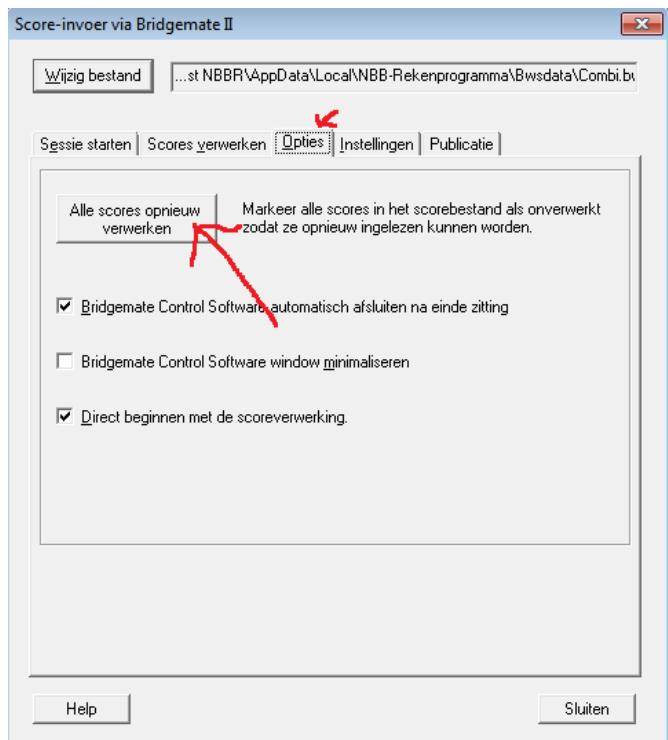 Score-invoer via Bridgemate II
Wijzig bestand
...st NBBR\AppData\Local\NBB-Rekenprogramma\Bwsdata\Combi.bw
Sessie starten
Scores verwerken
Opties
Instellingen
Publicatie
Alle scores opnieuw
verwerken
Markeer alle scores in het scorebestand als onverwerkt
zodat ze opnieuw ingelezen kunnen worden.
Bridgemate Control Software automatisch afsluiten na einde zitting
Bridgemate Control Software window minimaliseren
Direct beginnen met de scoreverwerking.
Help
Sluiten